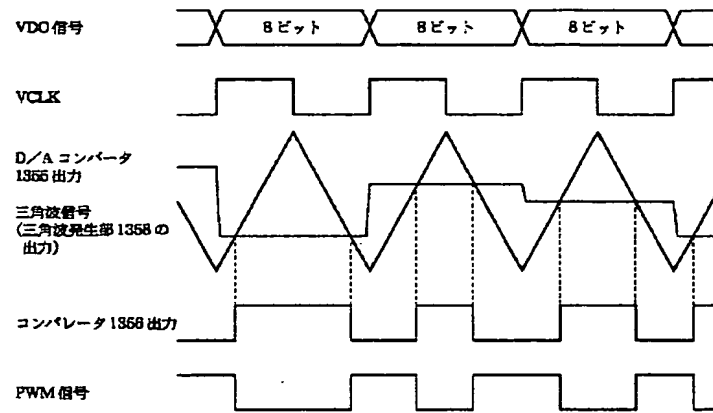 VDO信号
8ビット 8ビット 8ビット
VCLK
D/Aコンバータ
1355出力
三角波信号
(三角波発生部1358の
出力)
コンパレータ1356出力
PWM信号